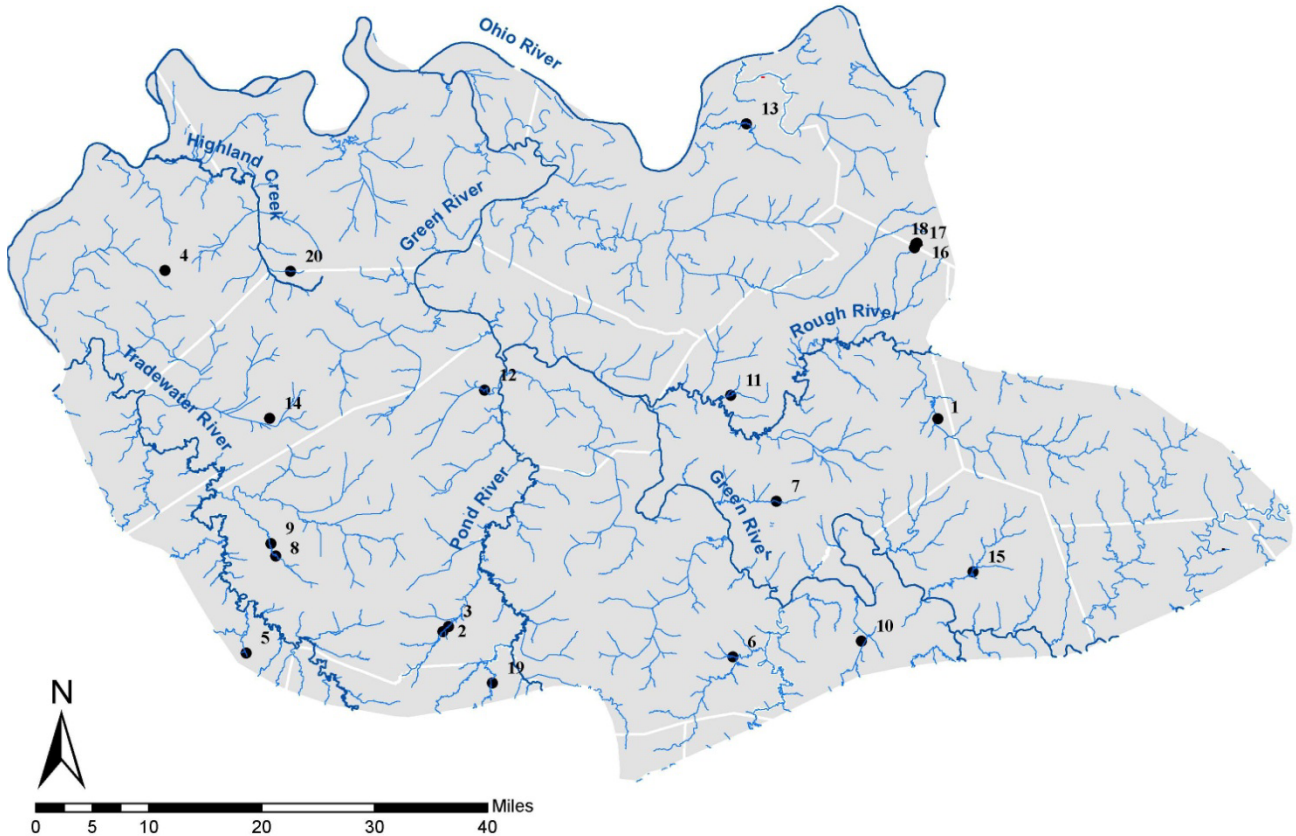 Ohio River
13
Highland
Creek
Green River
18 17
16
4
20
Rough River
Tradewater River
12
11
14
1
Pond River
7
Green River
9
8
15
3
2
5
6
10
19
N
Miles
0 5 10 20 30 40